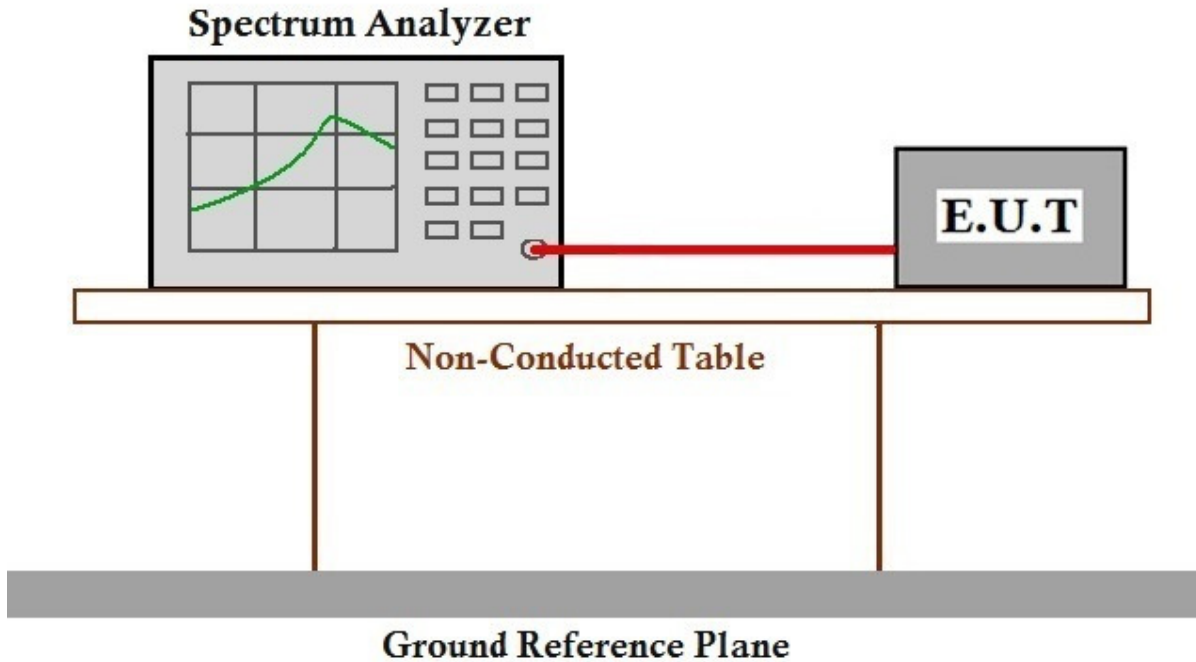 Spectrum Analyzer
E.U.T
Non-Conducted Table
Ground Reference Plane